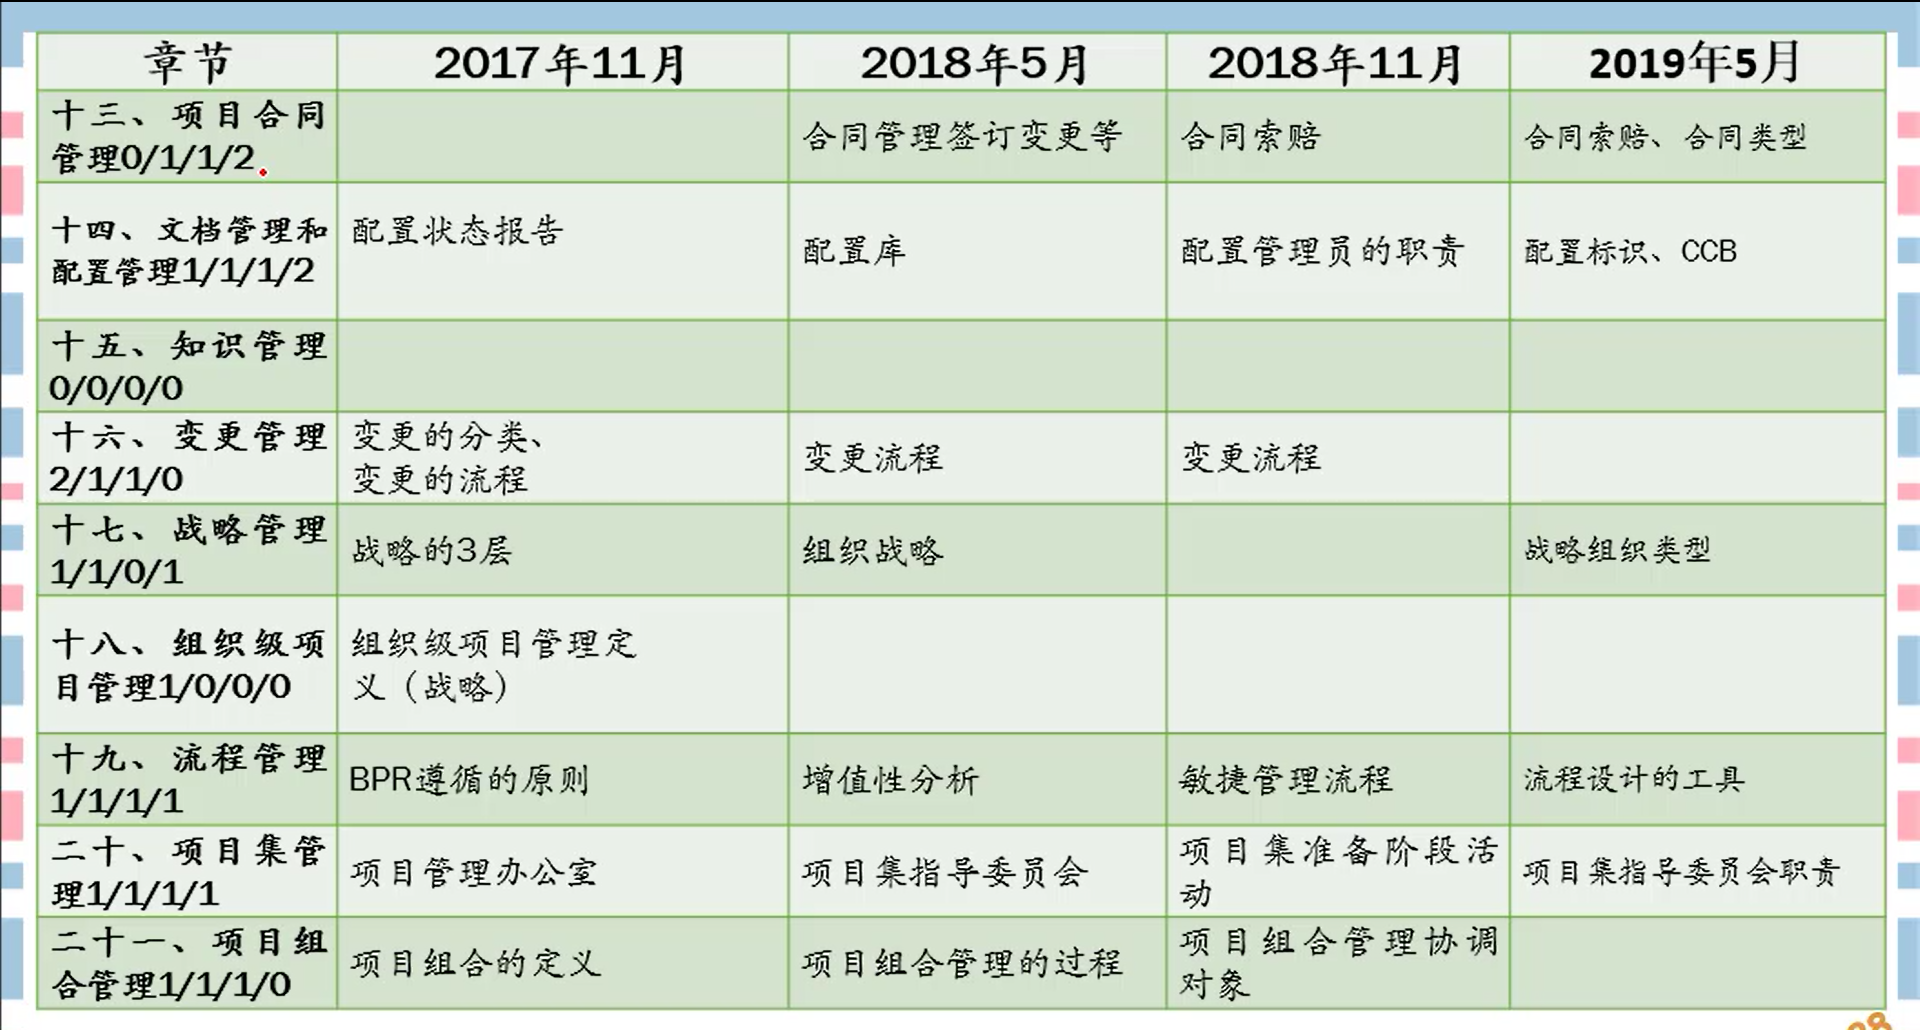 章节 2017年11月 2018年5月 2018年11月 2019年5月
十三、项目合同
管理0/1/1/2
合同管理签订变更等
合同索赔
合同索赔、合同类型
十四、文档管理和
配置管理1/1/1/2
配置状态报告
配置库
配置管理员的职责
配置标识、CCB
十五、知识管理
0/0/0/0
十六、变更管理
2/1/1/0
变更的分类、
变更的流程
变更流程
变更流程
十七、战略管理
1/1/0/1
战略的3层
组织战略
战略组织类型
十八、组织级项
目管理1/0/0/0
组织级项目管理定
义（战略）
十九、流程管理
1/1/1/1
BPR遵循的原则
增值性分析
敏捷管理流程
流程设计的工具
二十、项目集管
理1/1/1/1
项目管理办公室
项目集指导委员会
项目集准备阶段活
动
项目集指导委员会职责
二十一、项目组
合管理1/1/1/0
项目组合的定义
项目组合管理的过程
项目组合管理协调
对象